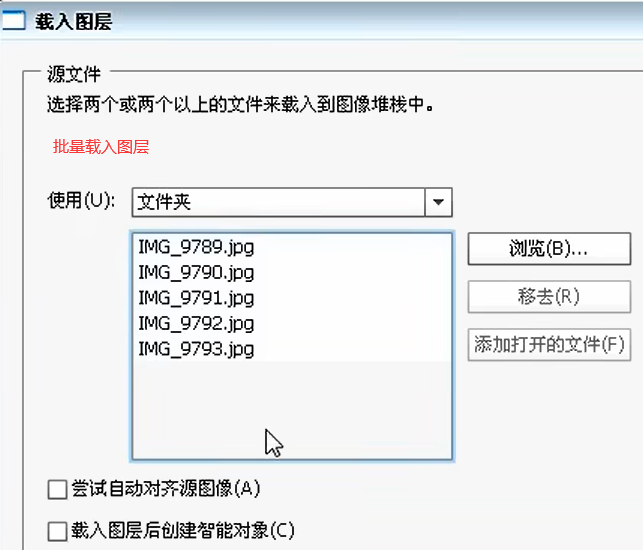 载入图层
源文件
选择两个或两个以上的文件来载入到图像堆栈中。
批量载入图层
使用(U): 文件夹
IMG_9789.jpg 浏览(B)...
IMG_9790.jpg
IMG_9791.jpg 移去(R)
IMG_9792.jpg
IMG_9793.jpg 添加打开的文件(F)
尝试自动对齐源图像(A)
载入图层后创建智能对象(C)